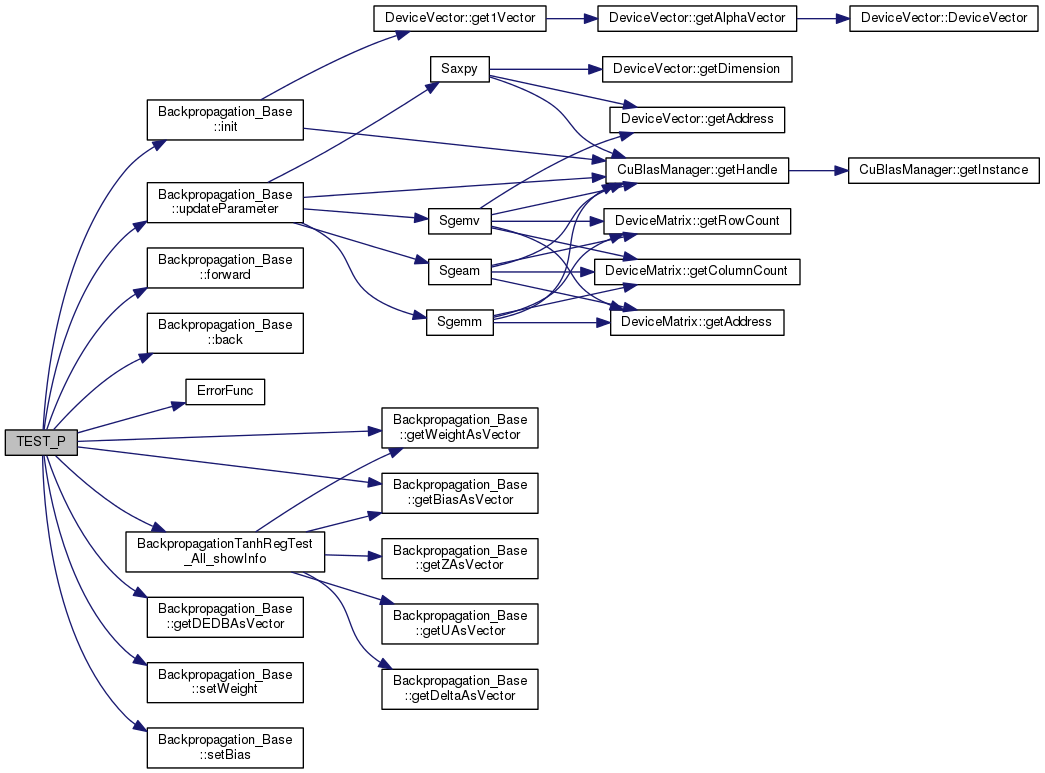 TEST_P
Backpropagation_Base
::init
Backpropagation_Base
::updateParameter
Backpropagation_Base
::forward
Backpropagation_Base
::back
ErrorFunc
BackpropagationTanhRegTest
_All_showInfo
Backpropagation_Base
::getDEDBAsVector
Backpropagation_Base
::setWeight
Backpropagation_Base
::setBias
DeviceVector::get1Vector
Saxpy
Sgemv
Sgeam
Sgemm
Backpropagation_Base
::getWeightAsVector
Backpropagation_Base
::getBiasAsVector
Backpropagation_Base
::getZAsVector
Backpropagation_Base
::getUAsVector
Backpropagation_Base
::getDeltaAsVector
DeviceVector::getAlphaVector
DeviceVector::getDimension
DeviceVector::getAddress
CuBlasManager::getHandle
DeviceMatrix::getRowCount
DeviceMatrix::getColumnCount
DeviceMatrix::getAddress
DeviceVector::DeviceVector
CuBlasManager::getInstance